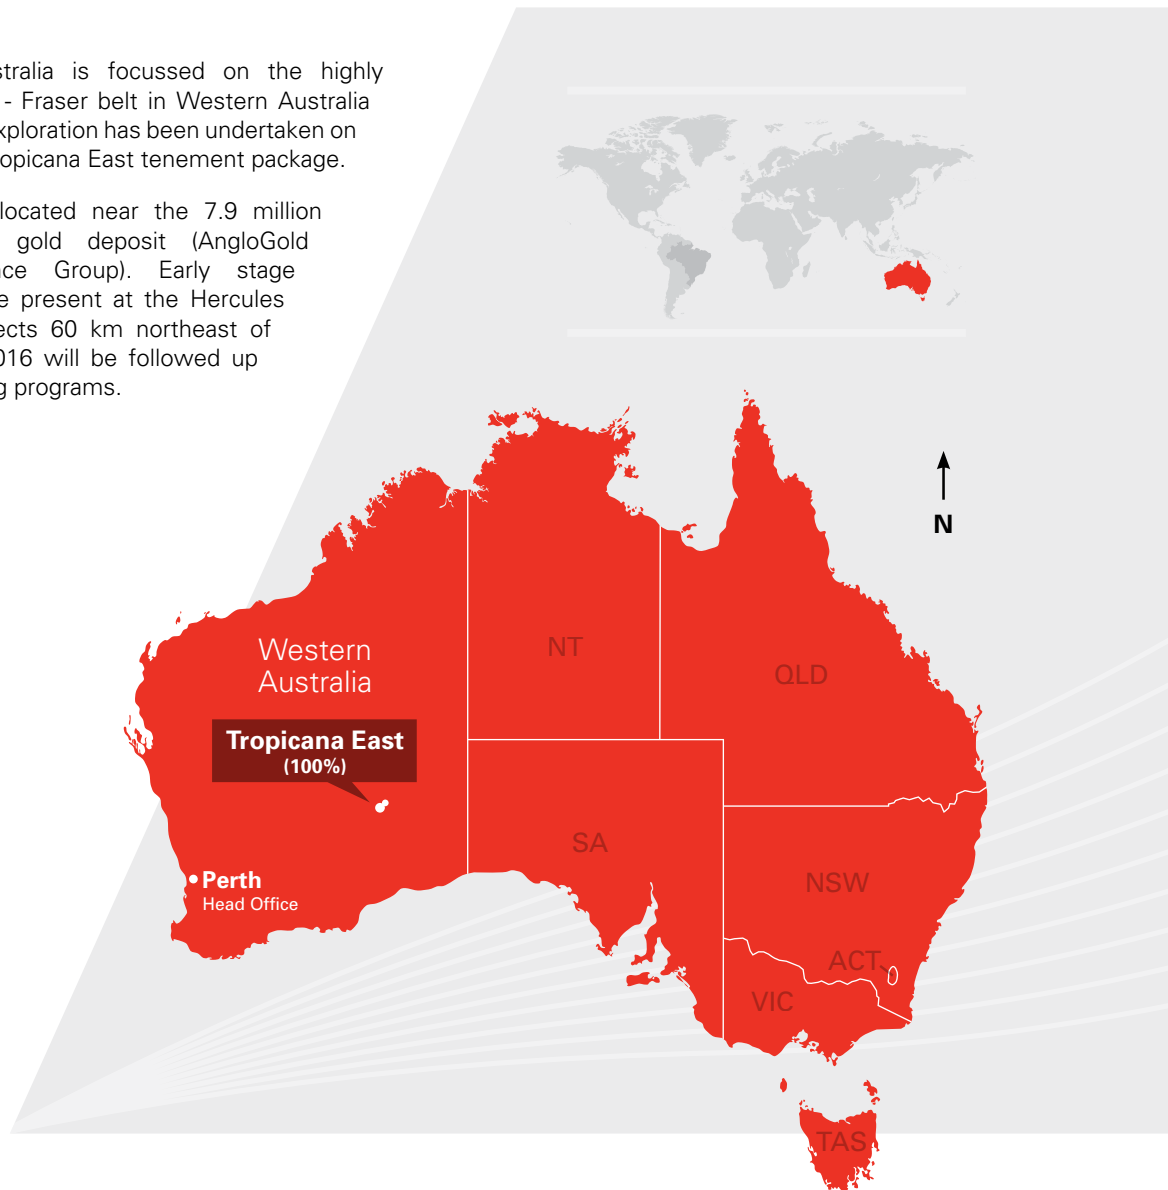 stralia is focussed on the highly
- Fraser belt in Western Australia
xploration has been undertaken on
ropicana East tenement package.
located near the 7.9 million
gold deposit (AngloGold
nce Group). Early stage
e present at the Hercules
ects 60 km northeast of
016 will be followed up
g programs.
N
Western
Australia
NT
QLD
Tropicana East
(100%)
SA
NSW
Perth
Head Office
ACT
VIC
TAS